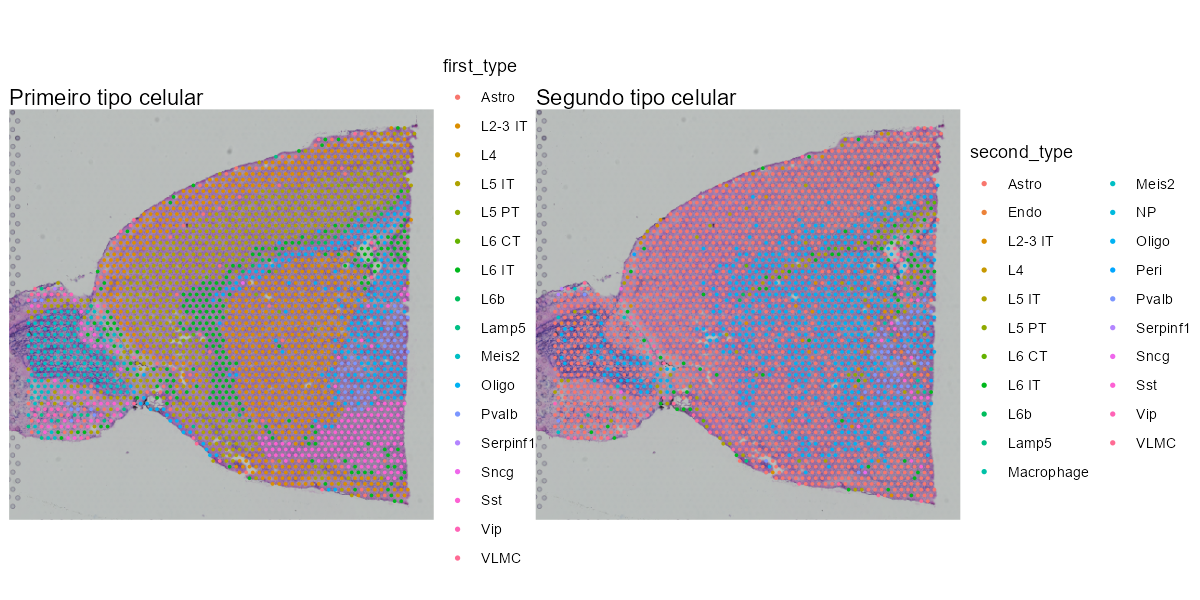 Primeiro tipo celular
first_type
Astro
L2-3 IT
L4
L5 IT
L5 PT
L6 CT
L6 IT
L6b
Lamp5
Meis2
Oligo
Pvalb
Serpinf1
Sncg
Sst
Vip
VLMC
Segundo tipo celular
second_type
Astro
Endo
L2-3 IT
L4
L5 IT
L5 PT
L6 CT
L6 IT
L6b
Lamp5
Macrophage
Meis2
NP
Oligo
Peri
Pvalb
Serpinf1
Sncg
Sst
Vip
VLMC